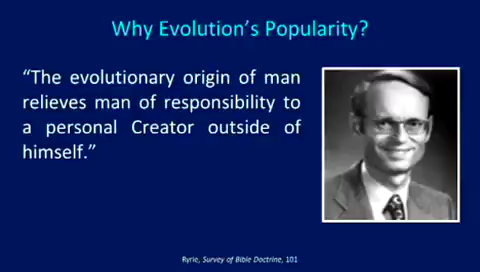 Why Evolution’s Popularity?
“The evolutionary origin of man
relieves man of responsibility to
a personal Creator outside of
himself.”
Ryrie, Survey of Bible Doctrine, 101